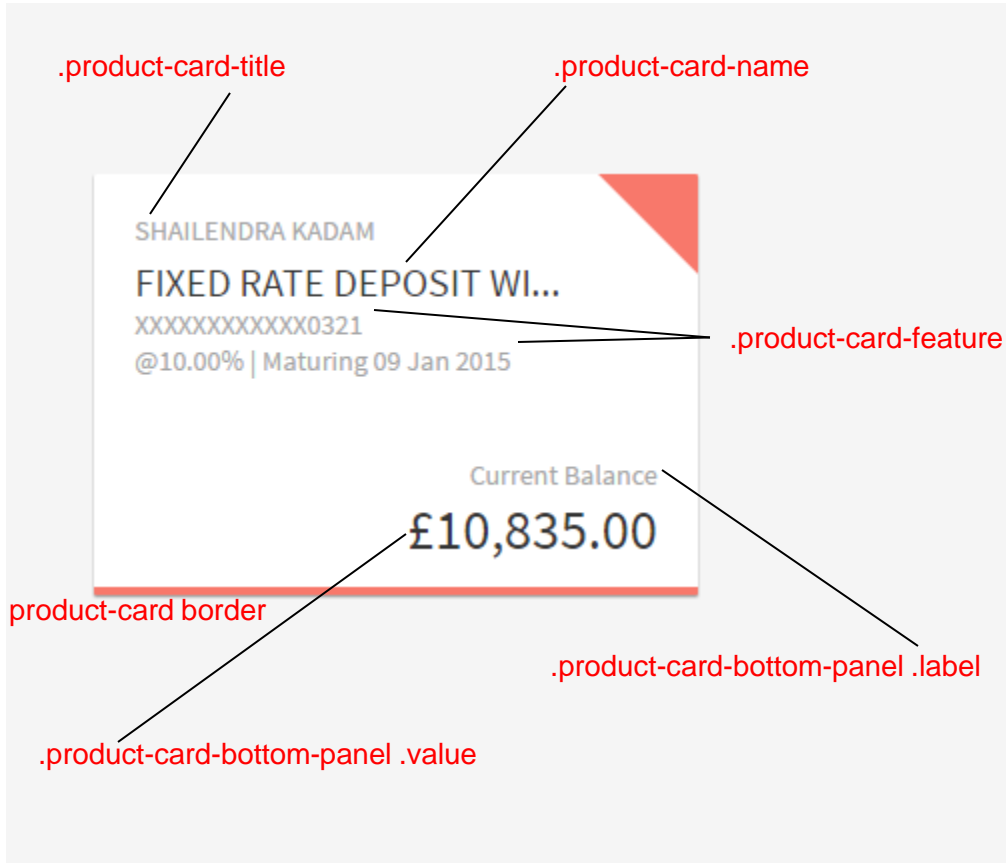 .product-card-title
.product-card-name
SHAILENDRA KADAM
FIXED RATE DEPOSIT WI...
XXXXXXXXXXXX0321
.product-card-feature
@10.00% | Maturing 09 Jan 2015
Current Balance
£10,835.00
product-card border
.product-card-bottom-panel .label
.product-card-bottom-panel .value